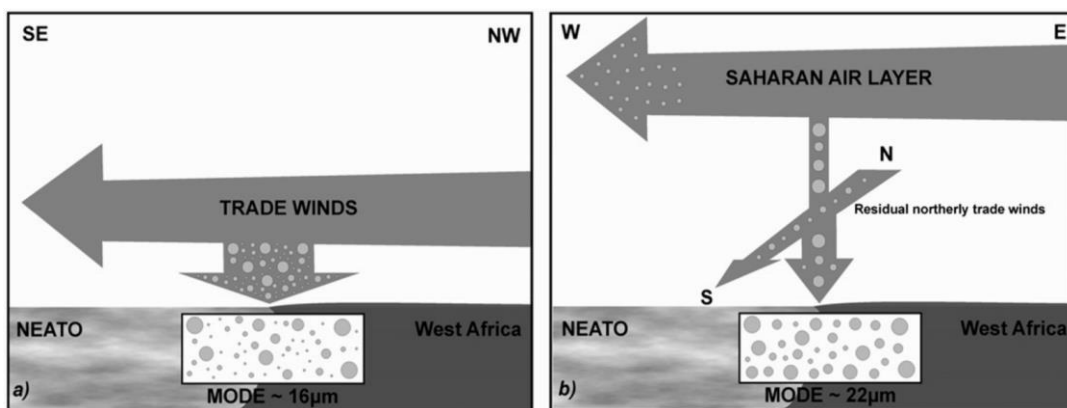 SE
NW
TRADE WINDS
NEATO
West Africa
a)
MODE ~ 16µm
W
E
SAHARAN AIR LAYER
N
Residual northerly trade winds
S
NEATO
West Africa
b)
MODE ~ 22µm